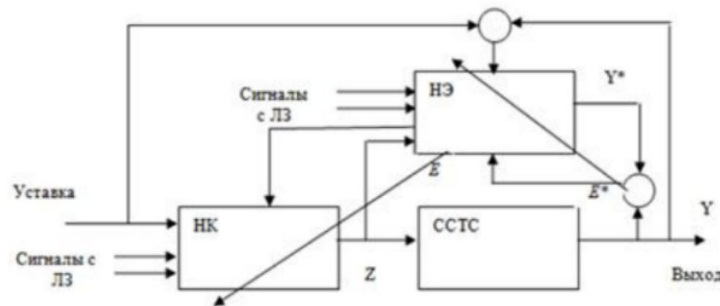 НЭ
Y*
Сигналы
с ЛЗ
E
E*
Уставка
НК
ССТС
Y
Сигналы с
ЛЗ
Z
Выход